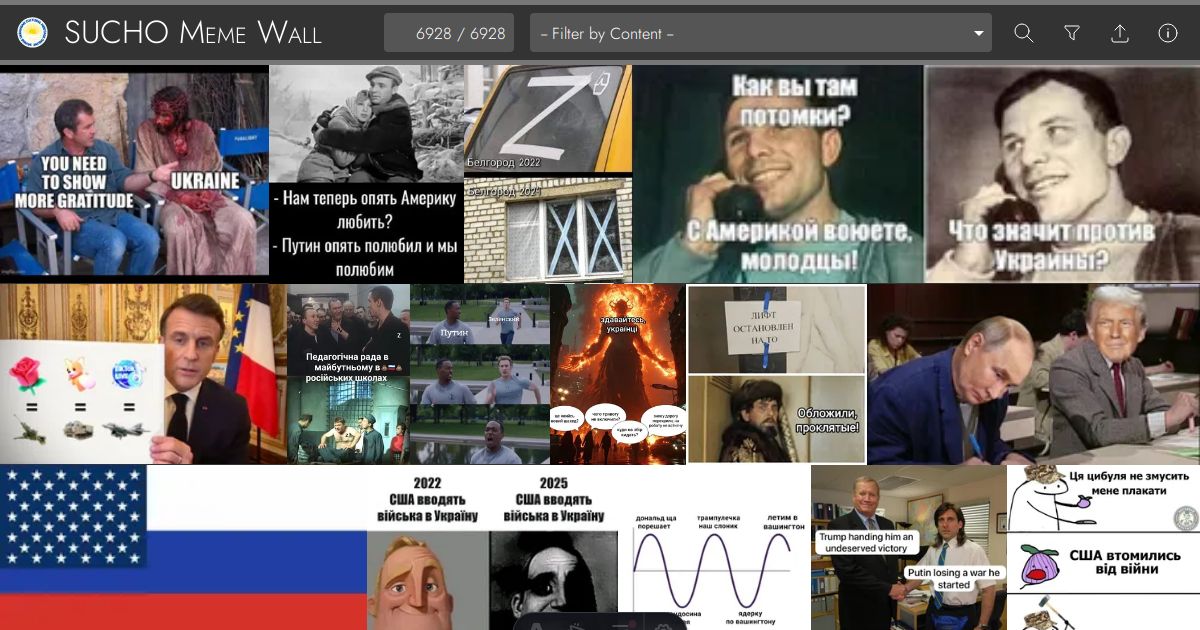 SUCHO Meme Wall
6928 / 6928
-- Filter by Content --
YOU NEED
TO SHOW
MORE GRATITUDE
UKRAINE
- Нам теперь опять Америку
любить?
- Путин опять полюбил и мы
полюбим
Белгород 2022
Белгород 2024
Как вы там
потомки?
С Америкой воюете,
молодцы!
Что значит против
Украины?
=
=
=
Z
Педагогічна рада в
майбутньому в
російських школах
Путин
Зеленский
здавайтесь,
українці
ЛИФТ
ОСТАНОВЛЕН
НА ТО
Обложили,
проклятые!
2022
США вводять
війська в Україну
2025
США вводять
війська в Україну
дональд ща
порешает
трампулечка
наш слоник
летим в
вашингтон
ядерку
по вашингтону
Trump handing him an
undeserved victory
Putin losing a war he
started
Ця цибуля не змусить
мене плакати
США втомились
від війни